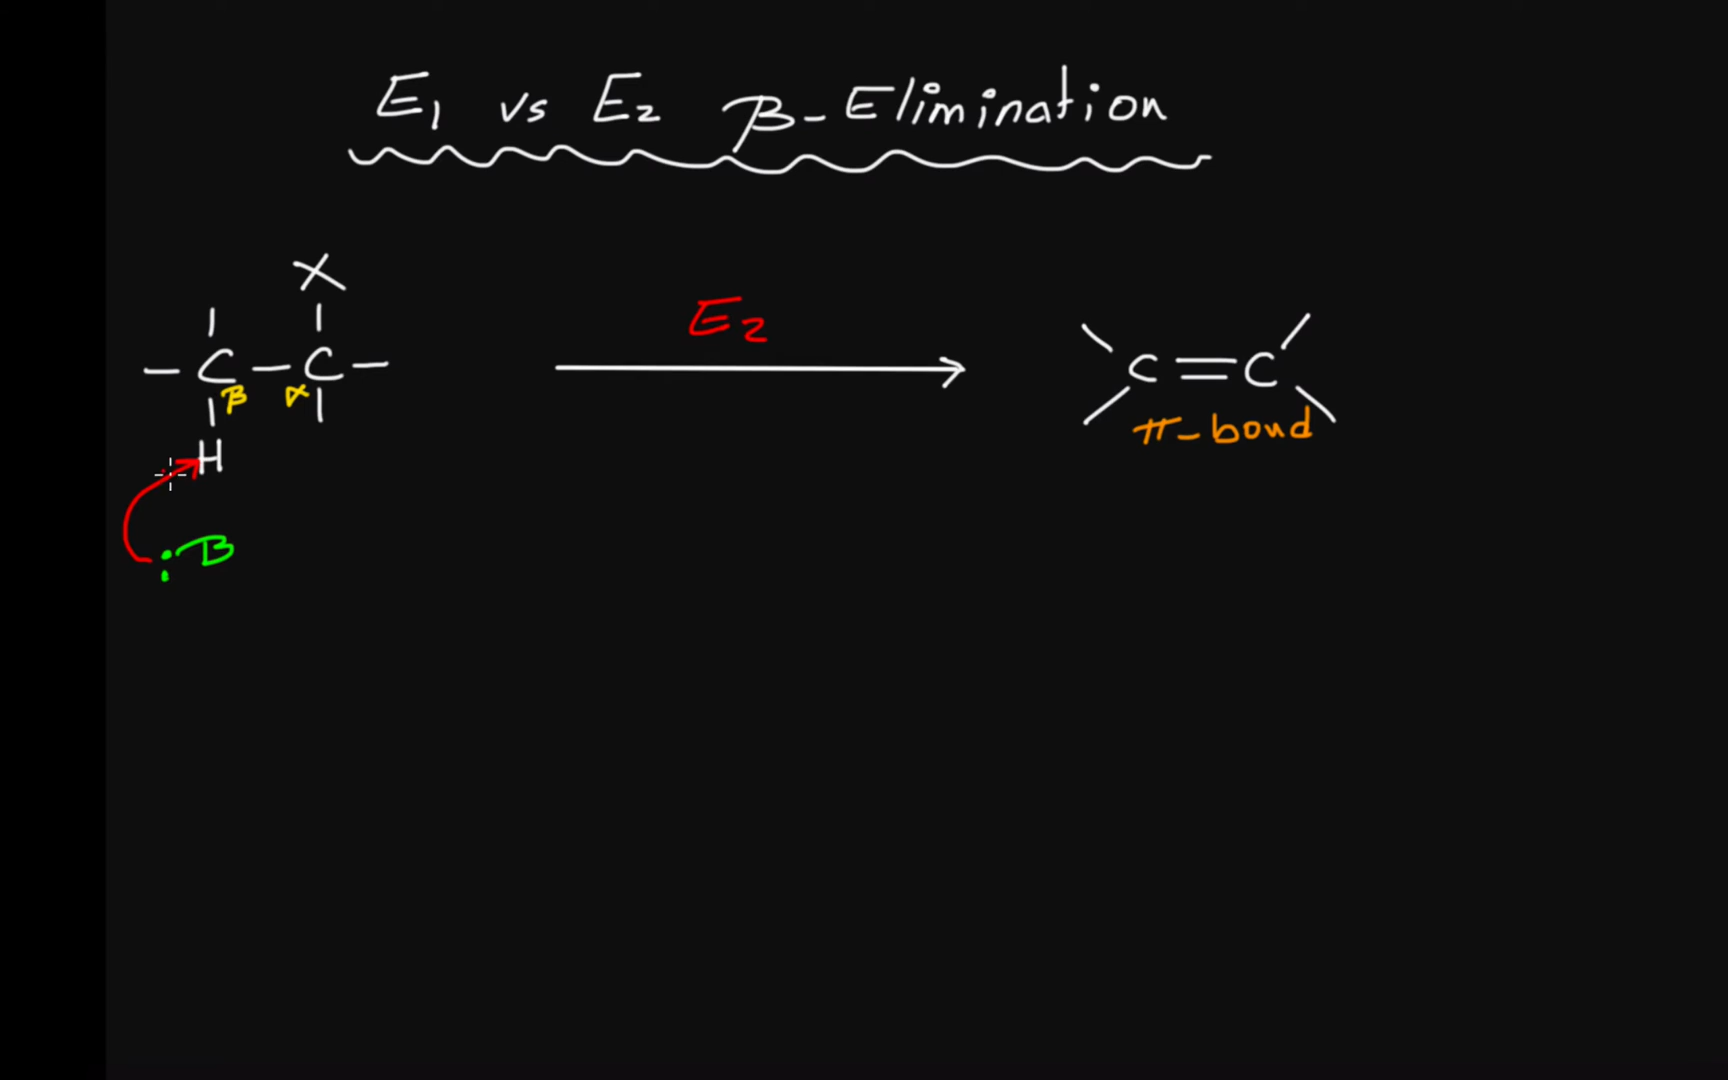 E₁ vs E₂ β-Elimination
X
E₂
C C
C C
β α
π-bond
H
:B